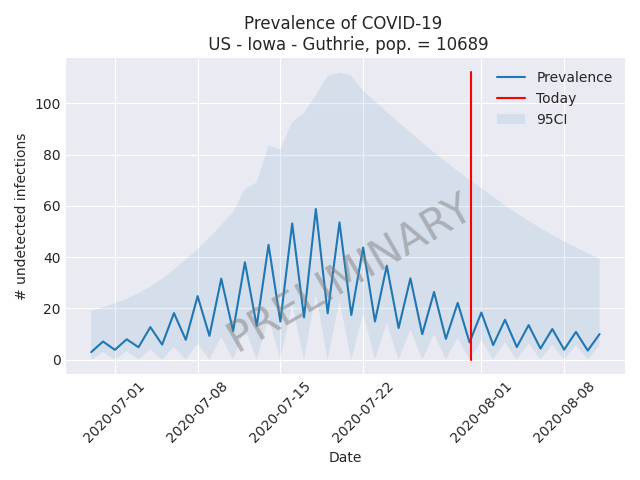 Prevalence of COVID-19
US - Iowa - Guthrie, pop. = 10689
Prevalence
Today
95CI
# undetected infections
100
80
60
40
20
0
PRELIMINARY
2020-07-01
2020-07-08
2020-07-15
2020-07-22
2020-08-01
2020-08-08
Date